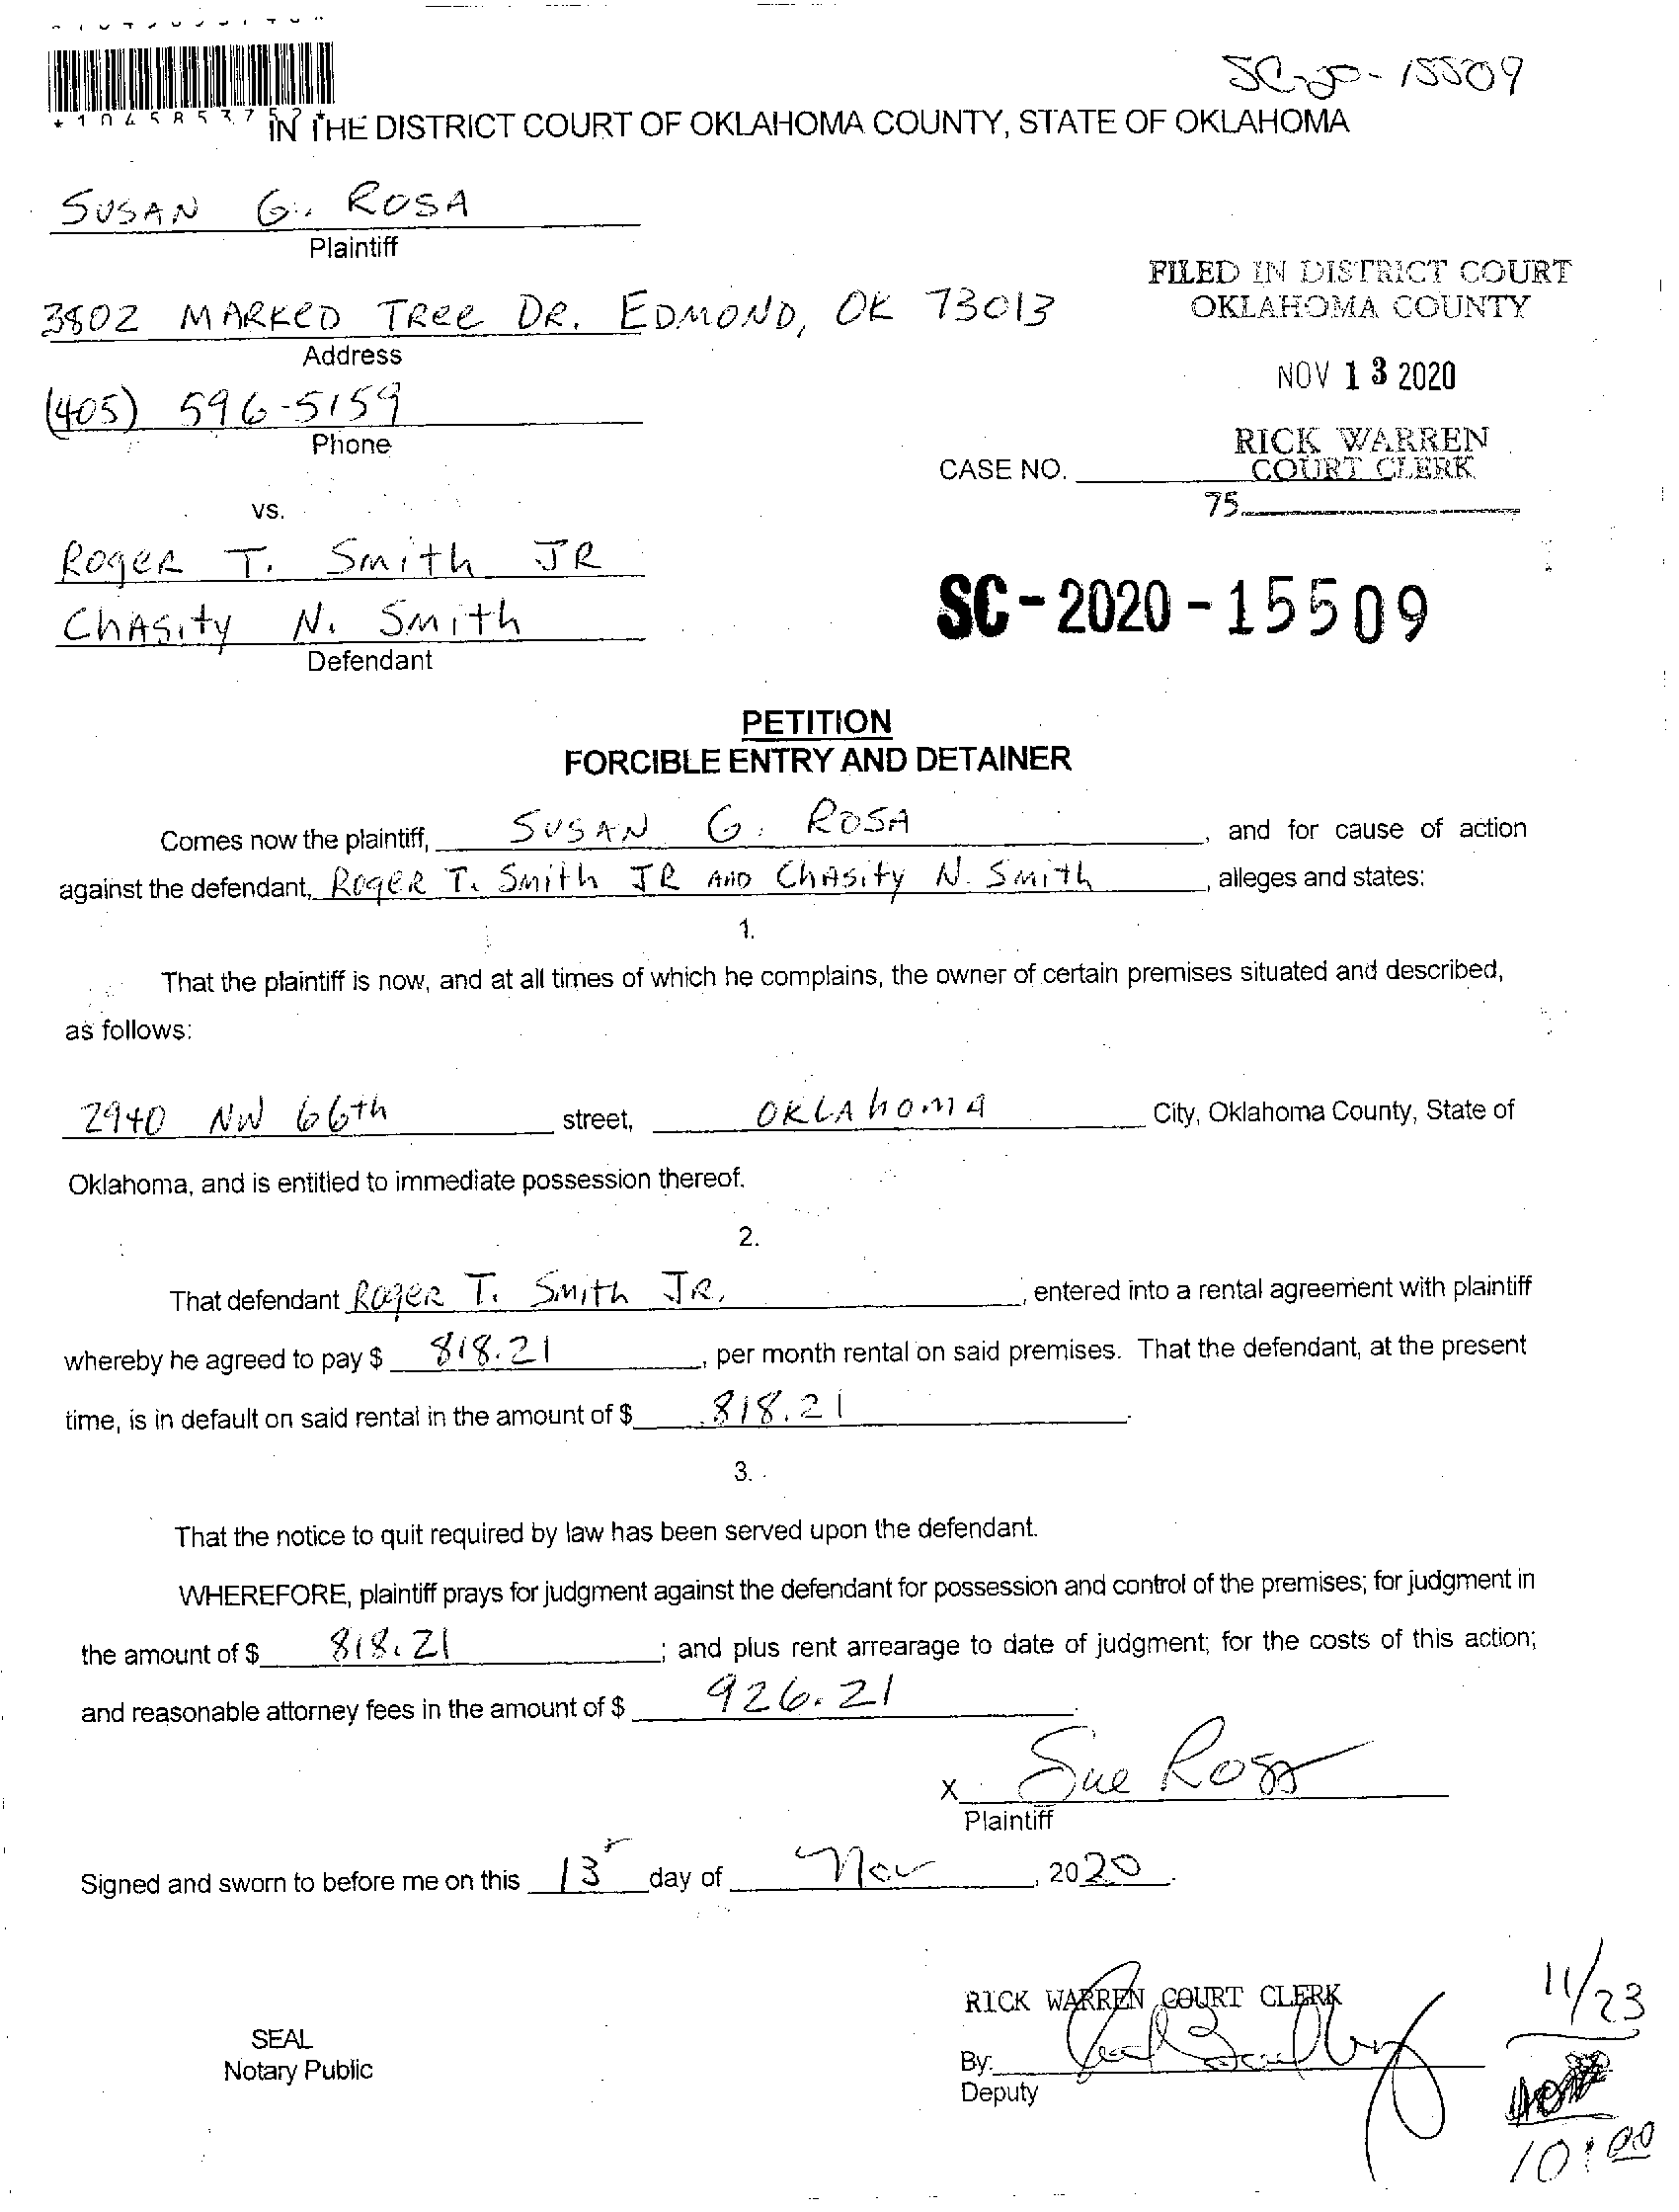 SC-20-15509
*1045853752*
IN THE DISTRICT COURT OF OKLAHOMA COUNTY, STATE OF OKLAHOMA
SUSAN G. ROSA
Plaintiff
3802 MARKED TREE DR. EDMOND, OK 73013
Address
(405) 596-5159
Phone
FILED IN DISTRICT COURT
OKLAHOMA COUNTY
NOV 13 2020
RICK WARREN
COURT CLERK
CASE NO.
75
vs.
ROGER T. Smith JR
Chasity N. Smith
Defendant
SC-2020-15509
PETITION
FORCIBLE ENTRY AND DETAINER
Comes now the plaintiff, SUSAN G. ROSA, and for cause of action
against the defendant, ROGER T. Smith JR AND Chasity N. Smith, alleges and states:
1.
That the plaintiff is now, and at all times of which he complains, the owner of certain premises situated and described,
as follows:
2940 NW 66th street, OKLAhoma City, Oklahoma County, State of
Oklahoma, and is entitled to immediate possession thereof.
2.
That defendant ROGER T. Smith JR., entered into a rental agreement with plaintiff
whereby he agreed to pay $ 818.21, per month rental on said premises. That the defendant, at the present
time, is in default on said rental in the amount of $ 818.21.
3.
That the notice to quit required by law has been served upon the defendant.
WHEREFORE, plaintiff prays for judgment against the defendant for possession and control of the premises; for judgment in
the amount of $ 818.21; and plus rent arrearage to date of judgment; for the costs of this action;
and reasonable attorney fees in the amount of $ 926.21.
X Sue Rosa
Plaintiff
Signed and sworn to before me on this 13 day of Nov, 2020.
RICK WARREN COURT CLERK
11/23
SEAL
Notary Public
By:
Deputy
10:00